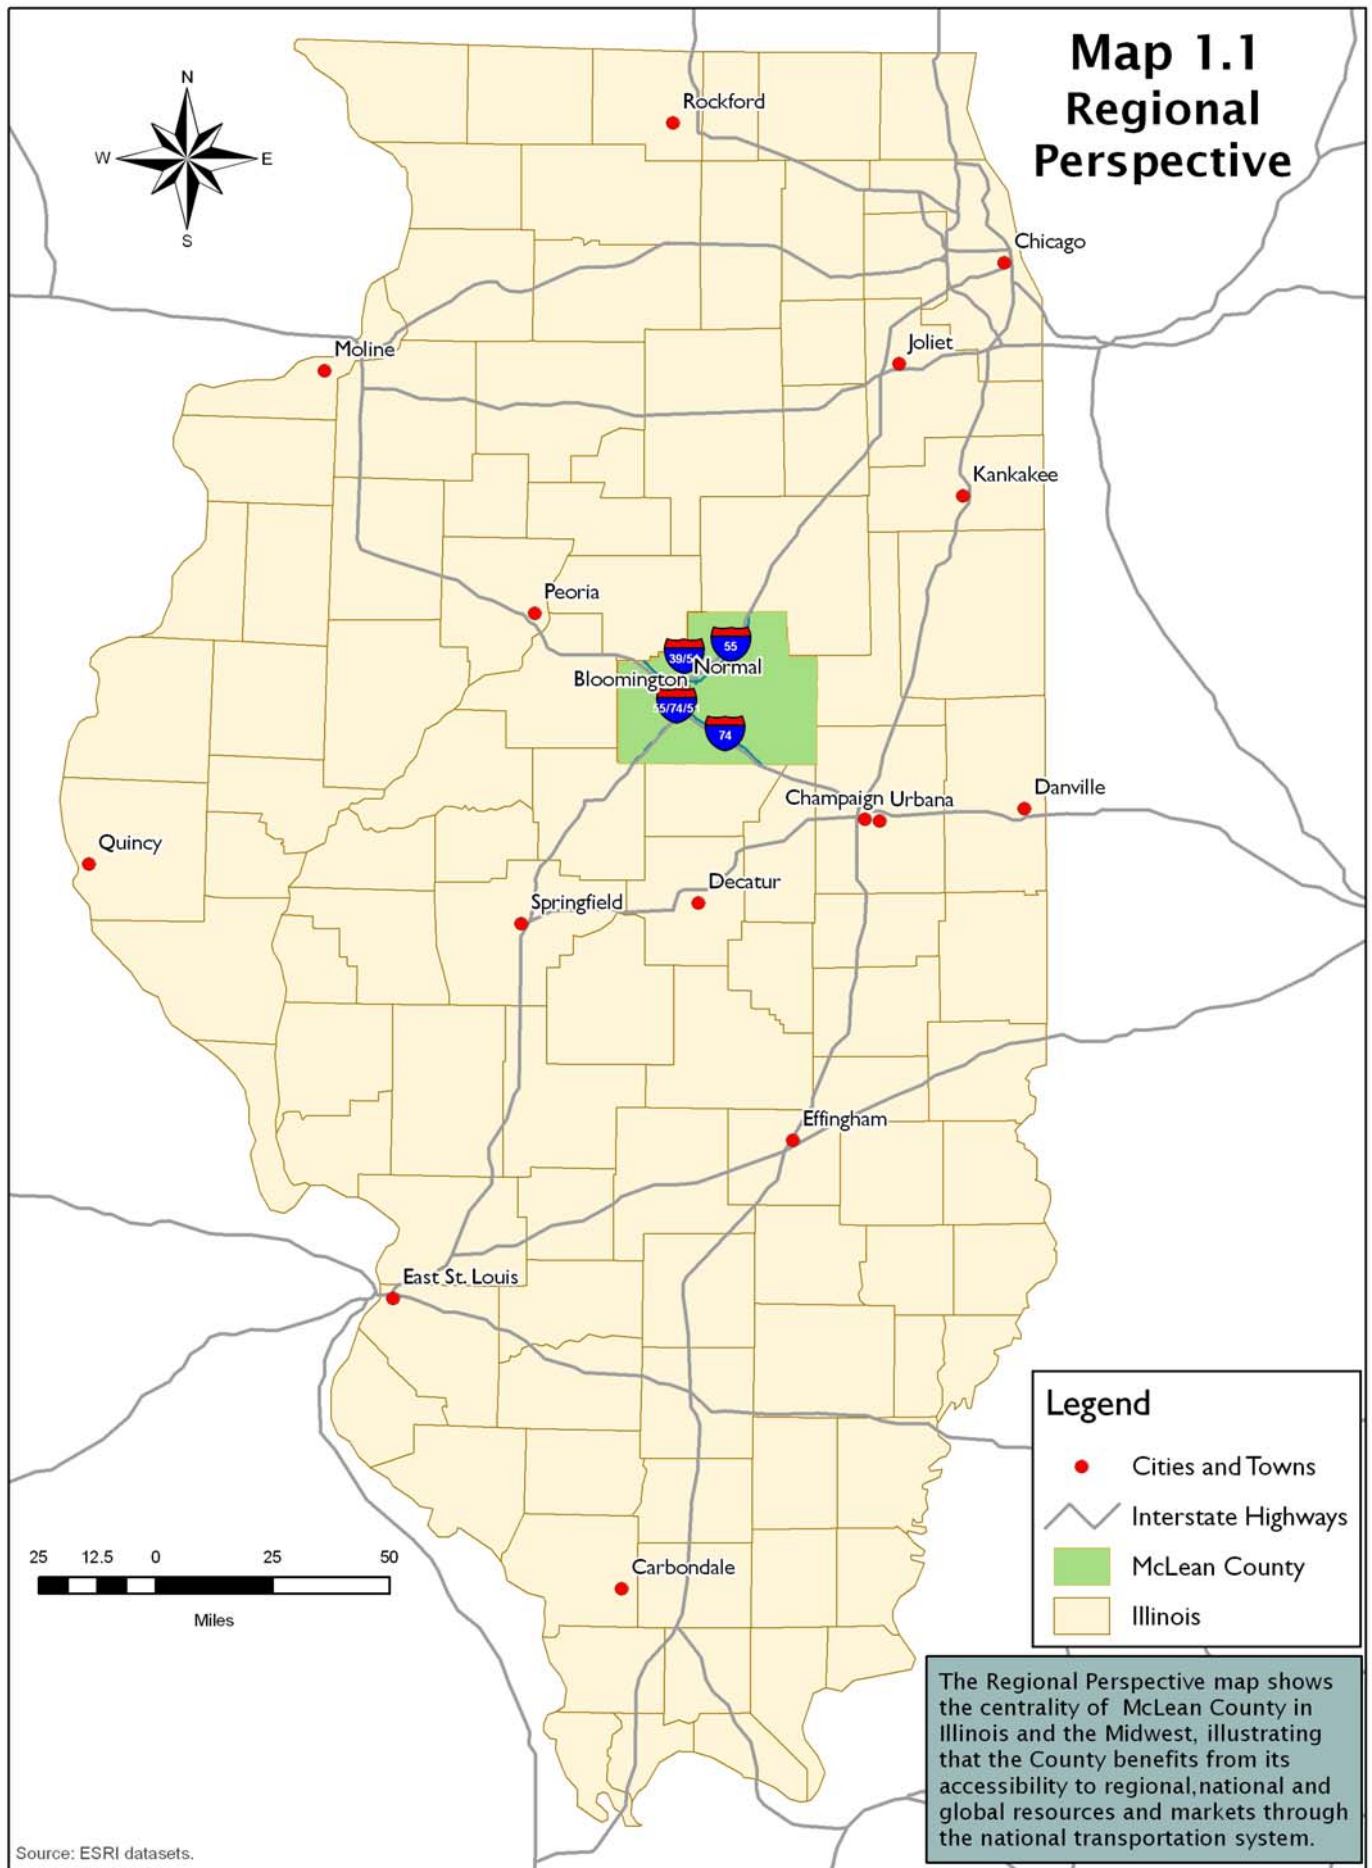 Map 1.1
Regional
Perspective
N
W
E
S
Rockford
Chicago
Moline
Joliet
Kankakee
Peoria
55
39/5
Normal
Bloomington
55/74/51
74
Champaign Urbana
Danville
Quincy
Decatur
Springfield
Effingham
East St. Louis
Carbondale
Legend
Cities and Towns
Interstate Highways
McLean County
Illinois
25 12.5 0 25 50
Miles
The Regional Perspective map shows
the centrality of McLean County in
Illinois and the Midwest, illustrating
that the County benefits from its
accessibility to regional,national and
global resources and markets through
the national transportation system.
Source: ESRI datasets.